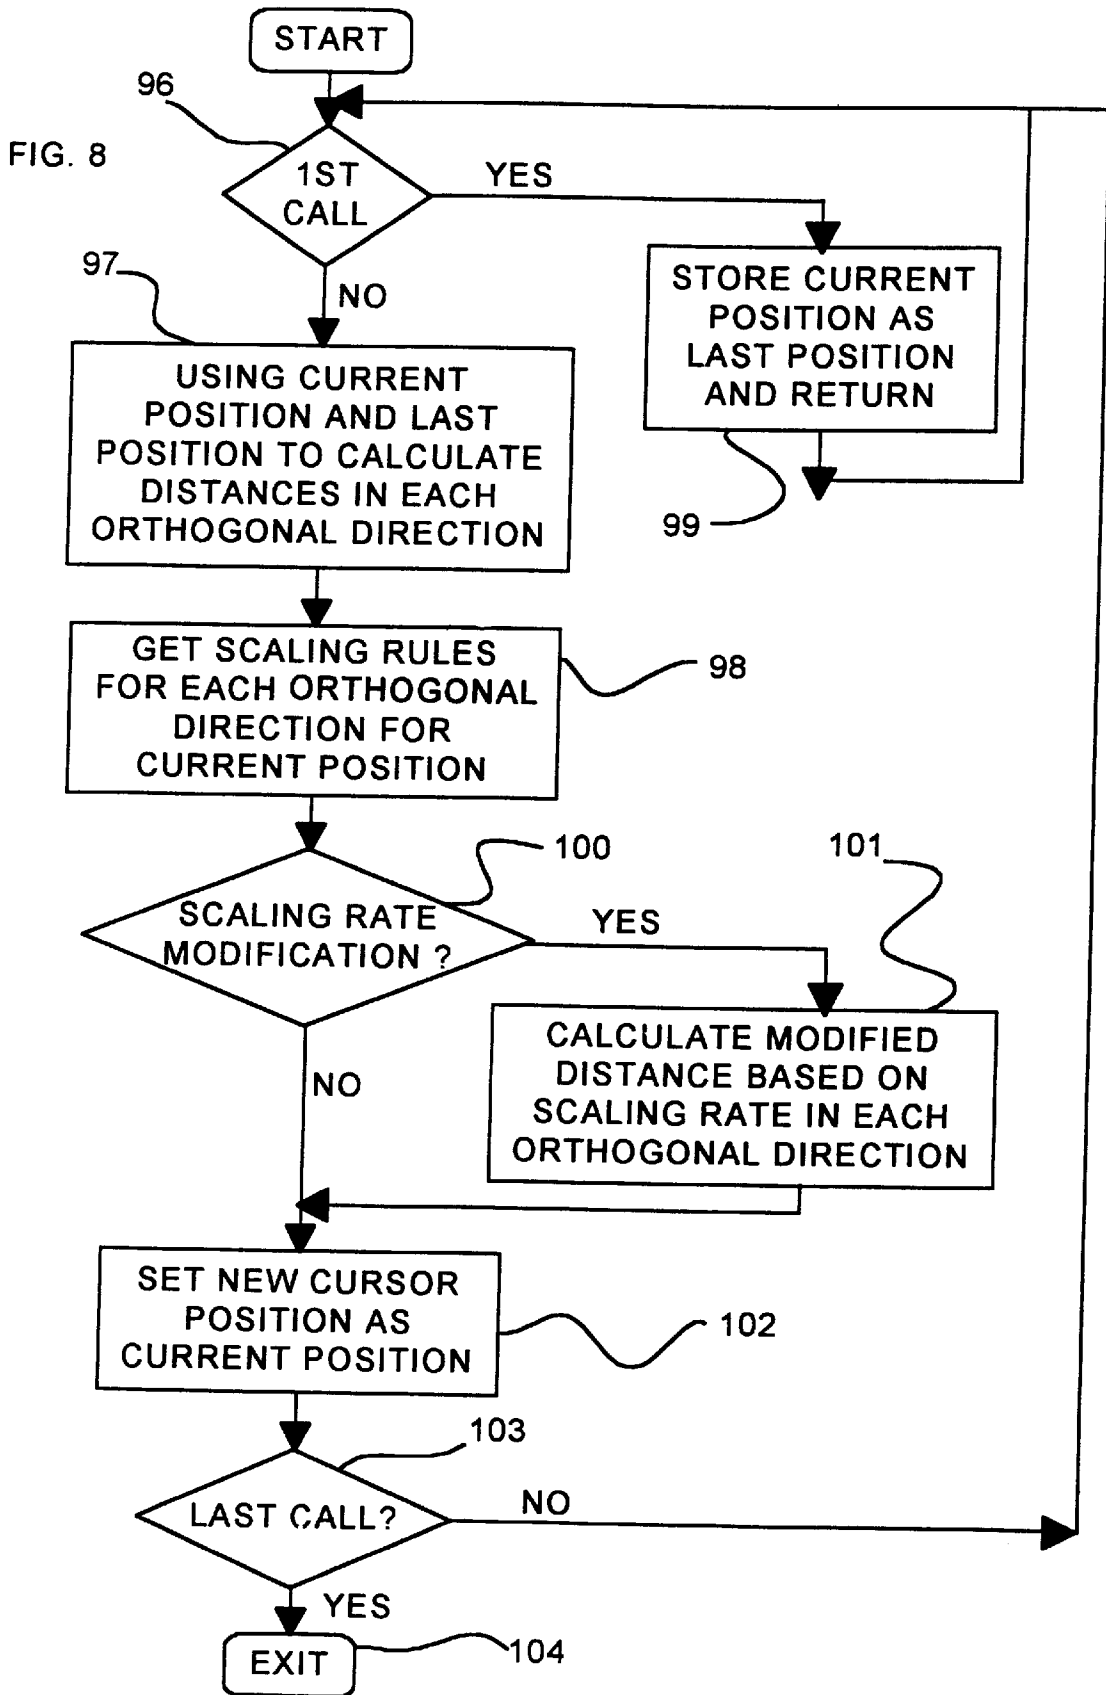 START
96
FIG. 8
1ST
CALL
YES
97
NO
STORE CURRENT
POSITION AS
LAST POSITION
AND RETURN
99
USING CURRENT
POSITION AND LAST
POSITION TO CALCULATE
DISTANCES IN EACH
ORTHOGONAL DIRECTION
GET SCALING RULES
FOR EACH ORTHOGONAL
DIRECTION FOR
CURRENT POSITION
98
100
101
SCALING RATE
MODIFICATION ?
YES
NO
CALCULATE MODIFIED
DISTANCE BASED ON
SCALING RATE IN EACH
ORTHOGONAL DIRECTION
SET NEW CURSOR
POSITION AS
CURRENT POSITION
102
103
LAST CALL?
NO
YES
EXIT
104